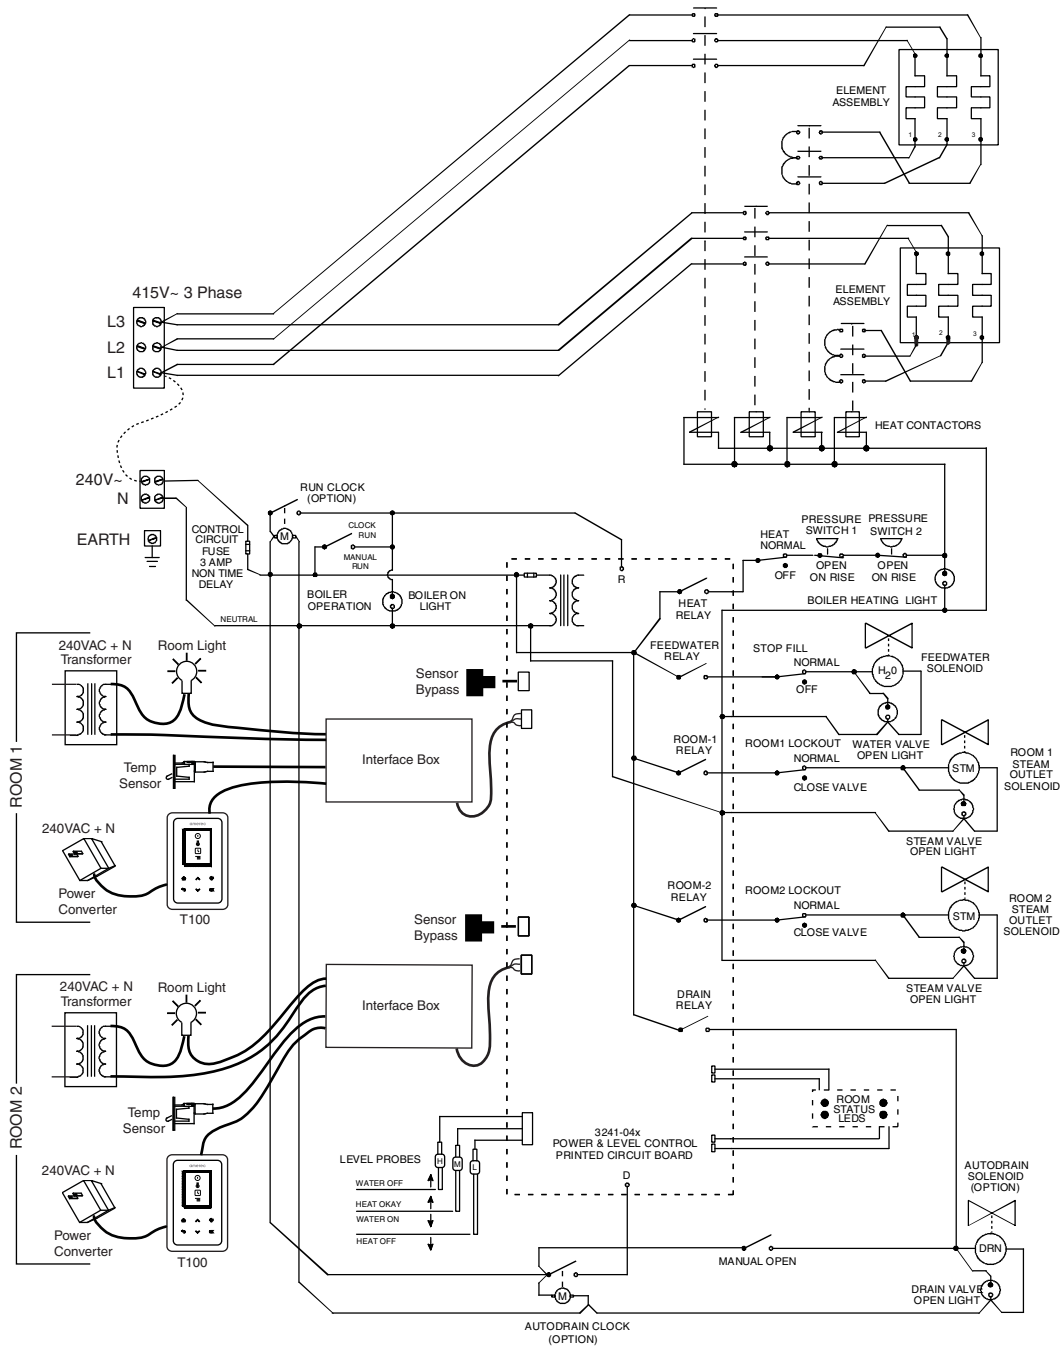 ELEMENT
ASSEMBLY
1
2
3
415V~ 3 Phase
L3
L2
L1
ELEMENT
ASSEMBLY
1
2
3
HEAT CONTACTORS
240V~
N
EARTH
RUN CLOCK
(OPTION)
M
CONTROL
CIRCUIT
FUSE
3 AMP
NON TIME
DELAY
CLOCK
RUN
MANUAL
RUN
BOILER
OPERATION
BOILER ON
LIGHT
NEUTRAL
R
HEAT
RELAY
HEAT
NORMAL
OFF
PRESSURE
SWITCH 1
OPEN
ON RISE
PRESSURE
SWITCH 2
OPEN
ON RISE
BOILER HEATING LIGHT
ROOM 1
240VAC + N
Transformer
Room Light
Sensor
Bypass
FEEDWATER
RELAY
STOP FILL
NORMAL
OFF
H20
FEEDWATER
SOLENOID
WATER VALVE
OPEN LIGHT
Interface Box
Temp
Sensor
ROOM-1
RELAY
ROOM1 LOCKOUT
NORMAL
CLOSE VALVE
STM
ROOM 1
STEAM
OUTLET
SOLENOID
STEAM VALVE
OPEN LIGHT
240VAC + N
Power
Converter
T100
Sensor
Bypass
ROOM-2
RELAY
ROOM2 LOCKOUT
NORMAL
CLOSE VALVE
STM
ROOM 2
STEAM
OUTLET
SOLENOID
STEAM VALVE
OPEN LIGHT
ROOM 2
240VAC + N
Transformer
Room Light
Interface Box
DRAIN
RELAY
Temp
Sensor
ROOM
STATUS
LEDS
3241-04x
POWER & LEVEL CONTROL
PRINTED CIRCUIT BOARD
240VAC + N
Power
Converter
T100
LEVEL PROBES
H
M
L
WATER OFF
HEAT OKAY
WATER ON
HEAT OFF
D
MANUAL OPEN
AUTODRAIN
SOLENOID
(OPTION)
DRN
DRAIN VALVE
OPEN LIGHT
M
AUTODRAIN CLOCK
(OPTION)